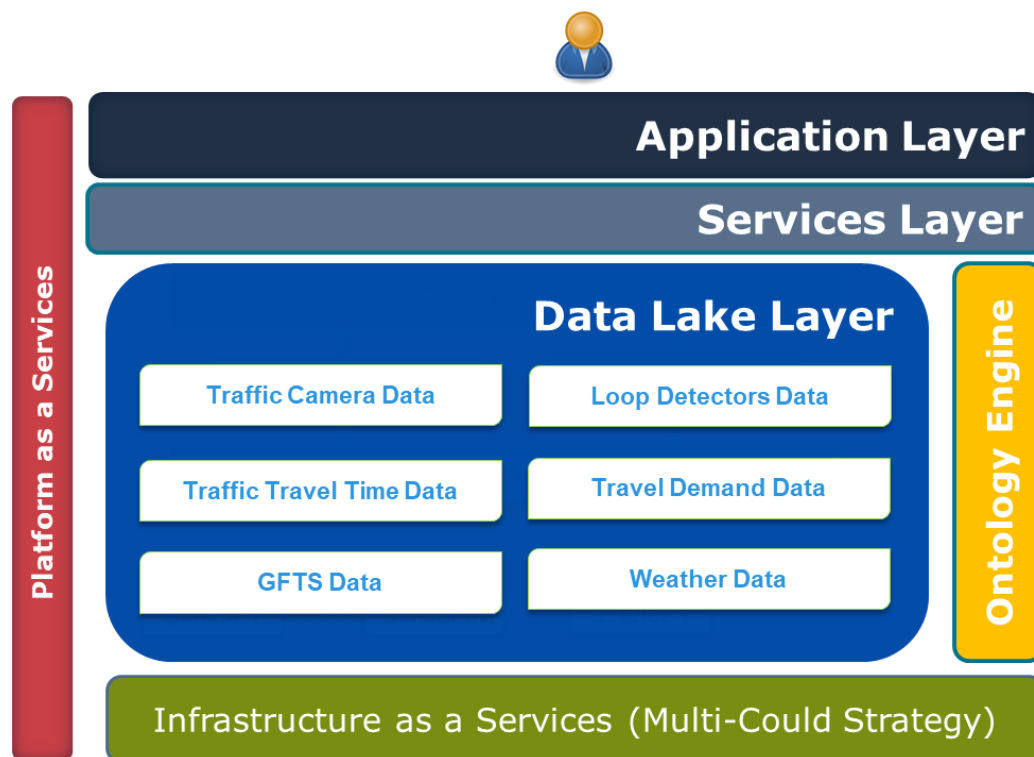 Application Layer
Services Layer
Platform as a Services
Data Lake Layer
Traffic Camera Data
Loop Detectors Data
Traffic Travel Time Data
Travel Demand Data
GFTS Data
Weather Data
Ontology Engine
Infrastructure as a Services (Multi-Could Strategy)